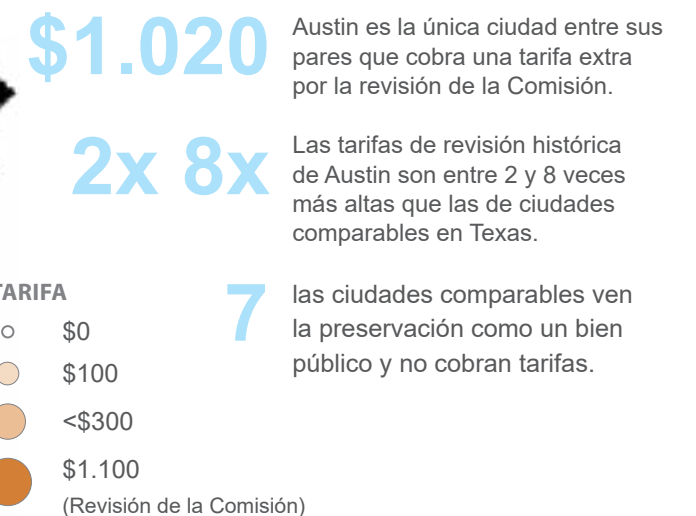 $1.020
Austin es la única ciudad entre sus
pares que cobra una tarifa extra
por la revisión de la Comisión.
2x 8x
Las tarifas de revisión histórica
de Austin son entre 2 y 8 veces
más altas que las de ciudades
comparables en Texas.
7
las ciudades comparables ven
la preservación como un bien
público y no cobran tarifas.
TARIFA
$0
$100
<$300
$1.100
(Revisión de la Comisión)